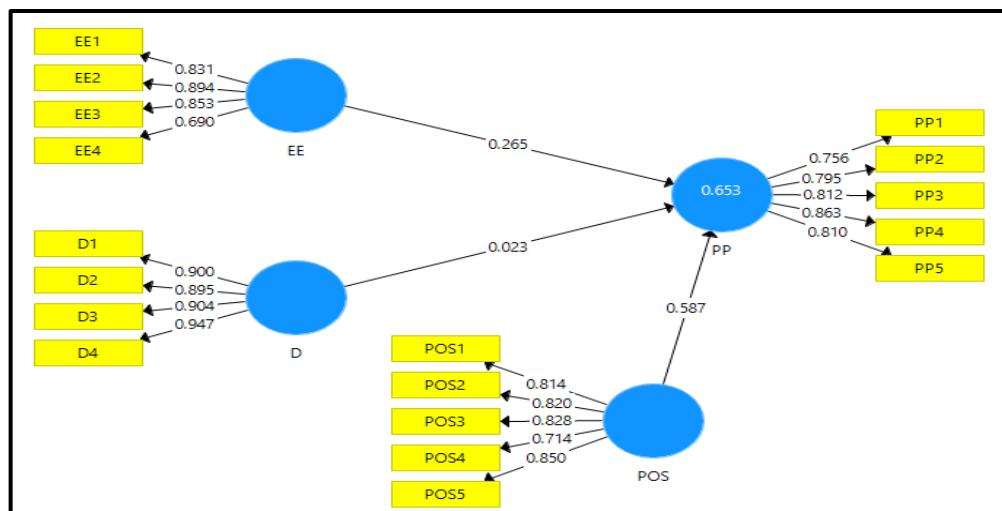 EE1
EE2
EE3
EE4
0.831
0.894
0.853
0.690
EE
0.265
D1
D2
D3
D4
0.900
0.895
0.904
0.947
D
0.023
POS1
POS2
POS3
POS4
POS5
0.814
0.820
0.828
0.714
0.850
POS
0.587
0.653
PP
0.756
0.795
0.812
0.863
0.810
PP1
PP2
PP3
PP4
PP5